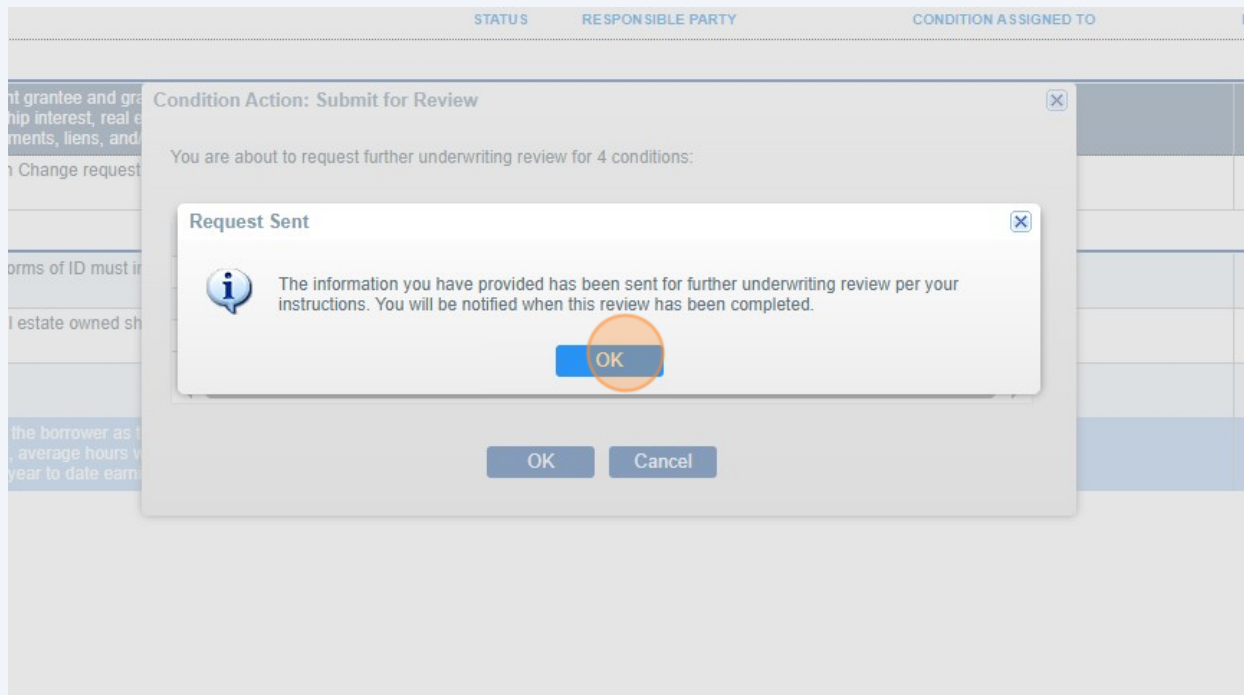 STATUS RESPONSIBLE PARTY CONDITION ASSIGNED TO
nt grantee and gra
hip interest, real e
ments, liens, and/
Condition Action: Submit for Review
You are about to request further underwriting review for 4 conditions:
n Change request
Request Sent
orms of ID must in
The information you have provided has been sent for further underwriting review per your
instructions. You will be notified when this review has been completed.
l estate owned sh
OK
the borrower as t
, average hours w
year to date earni
OK Cancel